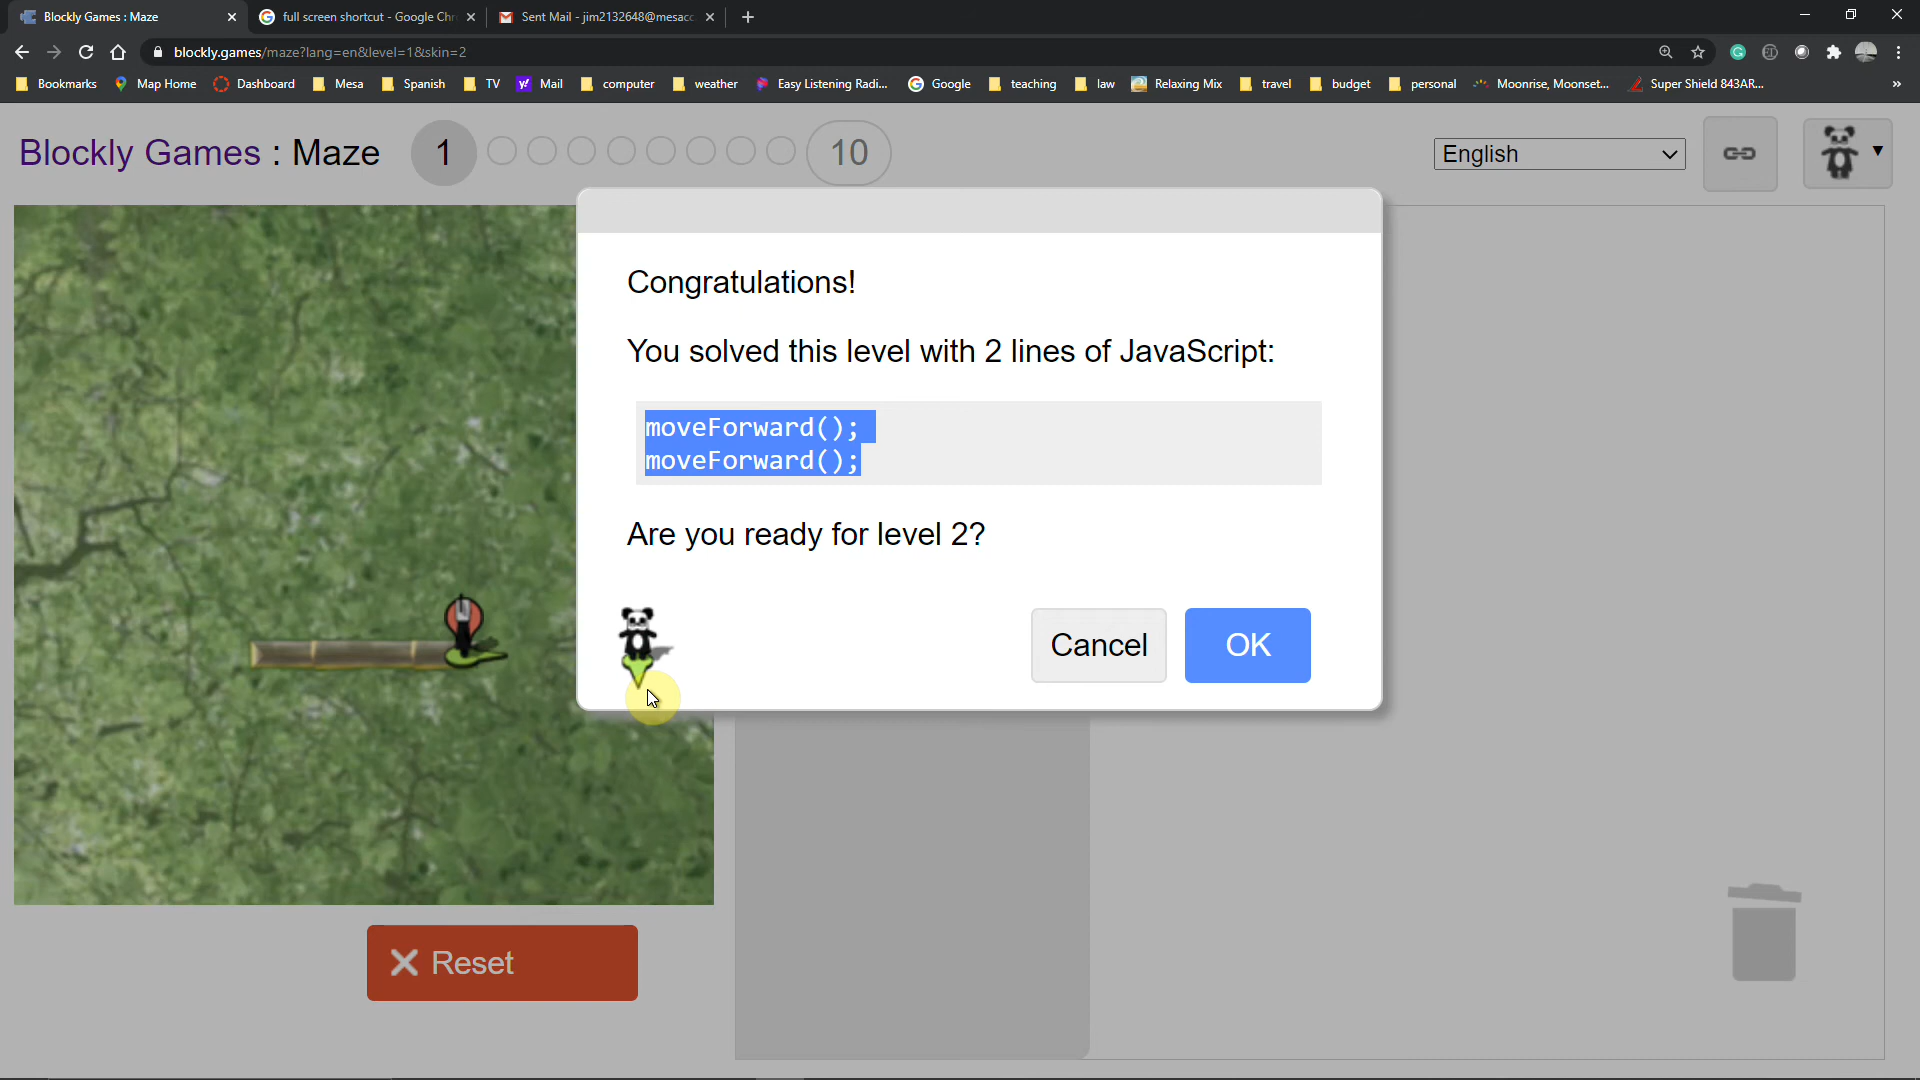 Blockly Games : Maze
full screen shortcut - Google Chr
Sent Mail - jim2132648@mesacc
blockly.games/maze?lang=en&level=1&skin=2
Bookmarks Map Home Dashboard Mesa Spanish TV Mail computer weather Easy Listening Radi... Google teaching law Relaxing Mix travel budget personal Moonrise, Moonset... Super Shield 843AR... »
Blockly Games : Maze 1 10 English
Congratulations!
You solved this level with 2 lines of JavaScript:
moveForward();
moveForward();
Are you ready for level 2?
Cancel OK
Reset